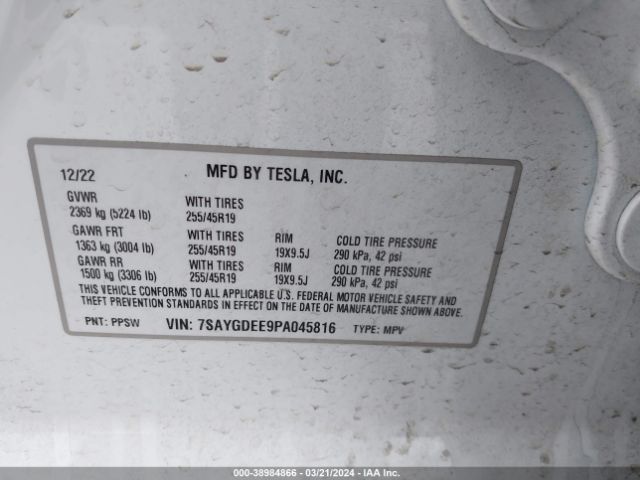 12/22 MFD BY TESLA, INC.
GVWR WITH TIRES
2369 kg (5224 lb) 255/45R19
GAWR FRT WITH TIRES RIM COLD TIRE PRESSURE
1363 kg (3004 lb) 255/45R19 19X9.5J 290 kPa, 42 psi
GAWR RR WITH TIRES RIM COLD TIRE PRESSURE
1500 kg (3306 lb) 255/45R19 19X9.5J 290 kPa, 42 psi
THIS VEHICLE CONFORMS TO ALL APPLICABLE U.S. FEDERAL MOTOR VEHICLE SAFETY AND
THEFT PREVENTION STANDARDS IN EFFECT ON THE DATE OF MANUFACTURE SHOWN ABOVE.
PNT: PPSW VIN: 7SAYGDEE9PA045816 TYPE: MPV
000-38984866 - 03/21/2024 - IAA Inc.